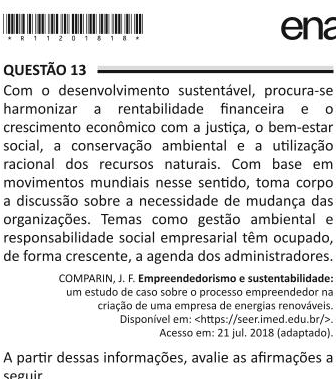 *R11201818*
ena
QUESTÃO 13
Com o desenvolvimento sustentável, procura-se
harmonizar a rentabilidade financeira e o
crescimento econômico com a justiça, o bem-estar
social, a conservação ambiental e a utilização
racional dos recursos naturais. Com base em
movimentos mundiais nesse sentido, toma corpo
a discussão sobre a necessidade de mudança das
organizações. Temas como gestão ambiental e
responsabilidade social empresarial têm ocupado,
de forma crescente, a agenda dos administradores.
COMPARIN, J. F. Empreendedorismo e sustentabilidade:
um estudo de caso sobre o processo empreendedor na
criação de uma empresa de energias renováveis.
Disponível em: <https://seer.imed.edu.br/>.
Acesso em: 21 jul. 2018 (adaptado).
A partir dessas informações, avalie as afirmações a
seguir